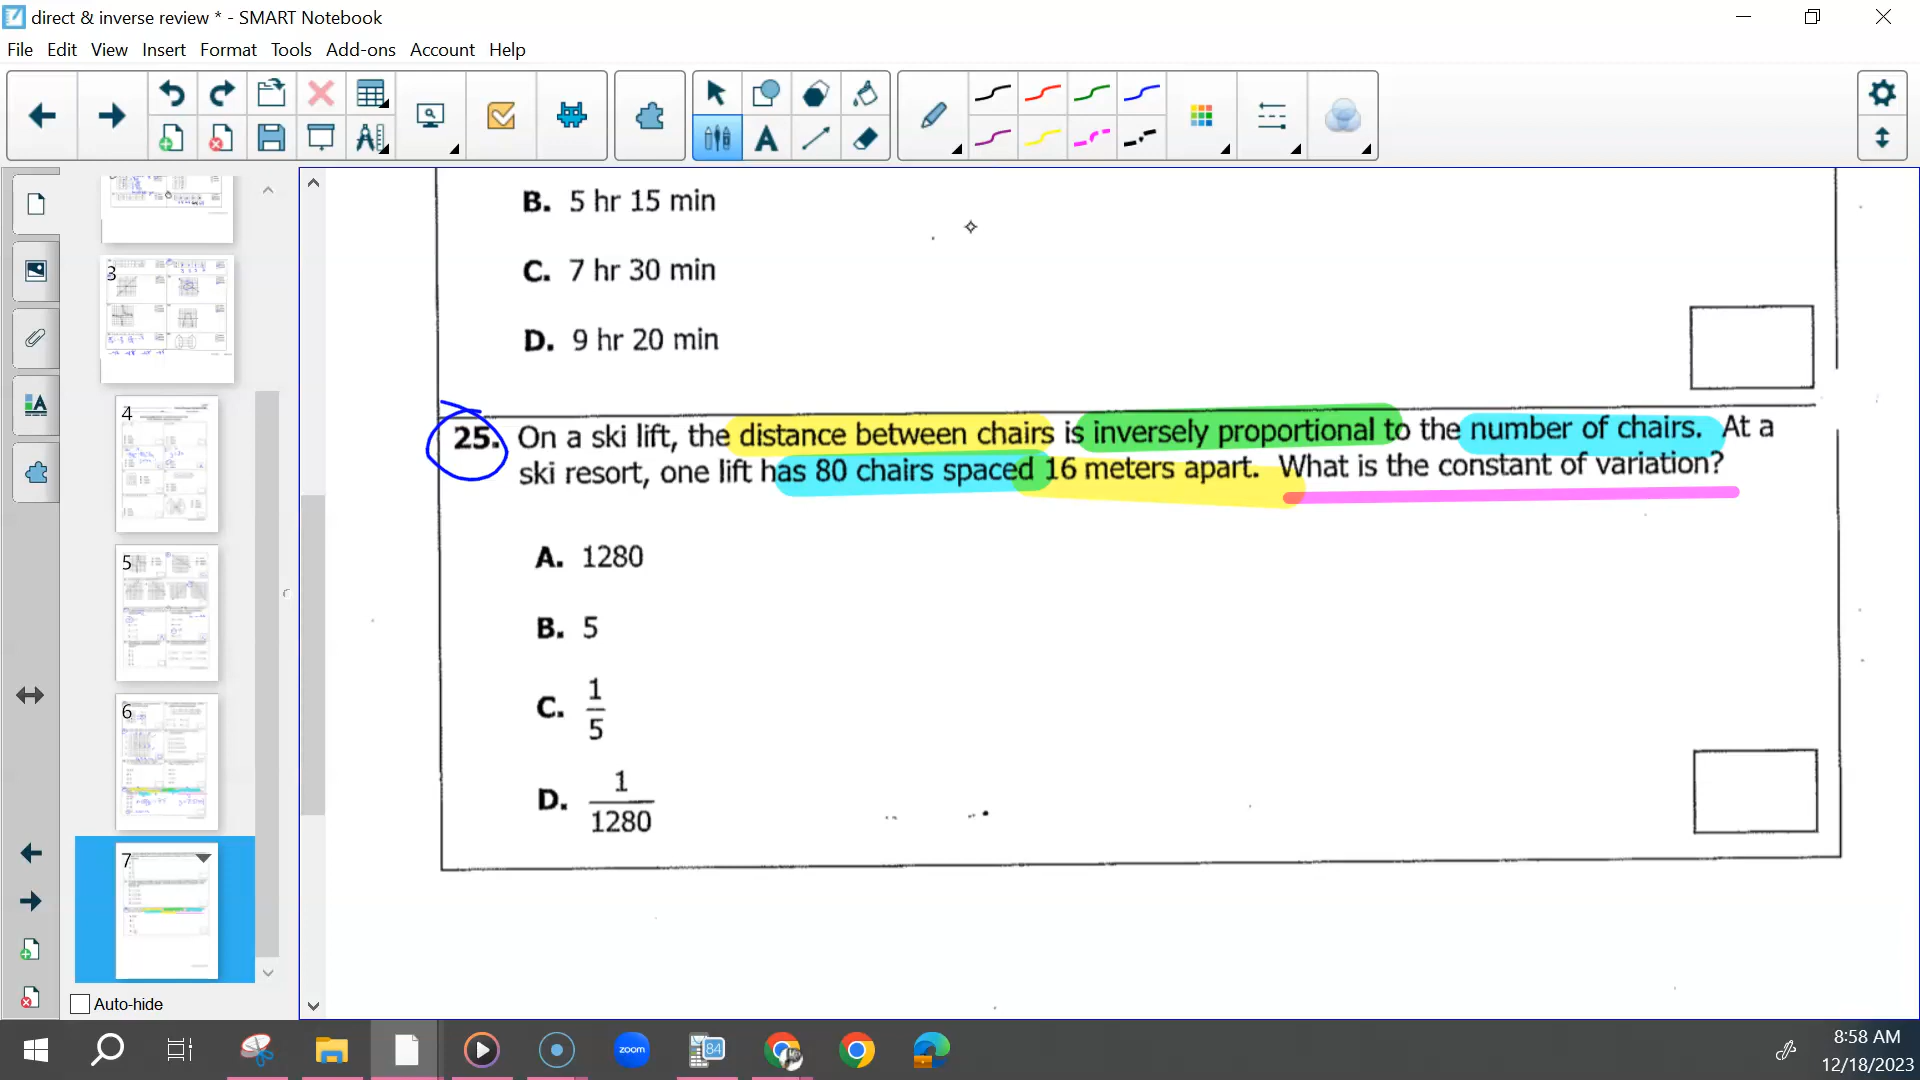 direct & inverse review * - SMART Notebook
File Edit View Insert Format Tools Add-ons Account Help
B. 5 hr 15 min
C. 7 hr 30 min
D. 9 hr 20 min
25. On a ski lift, the distance between chairs is inversely proportional to the number of chairs. At a
ski resort, one lift has 80 chairs spaced 16 meters apart. What is the constant of variation?
A. 1280
B. 5
C. 1/5
D. 1/1280
3
4
5
6
7
Auto-hide
zoom
84
8:58 AM
12/18/2023